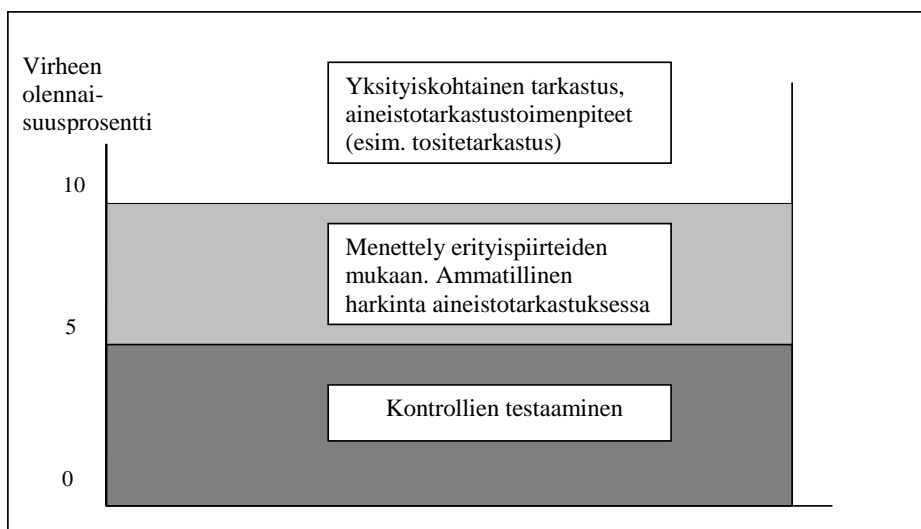 Virheen
olennai-
suusprosentti
Yksityiskohtainen tarkastus,
aineistotarkastustoimenpiteet
(esim. tositetarkastus)
10
Menettely erityispiirteiden
mukaan. Ammatillinen
harkinta aineistotarkastuksessa
5
Kontrollien testaaminen
0